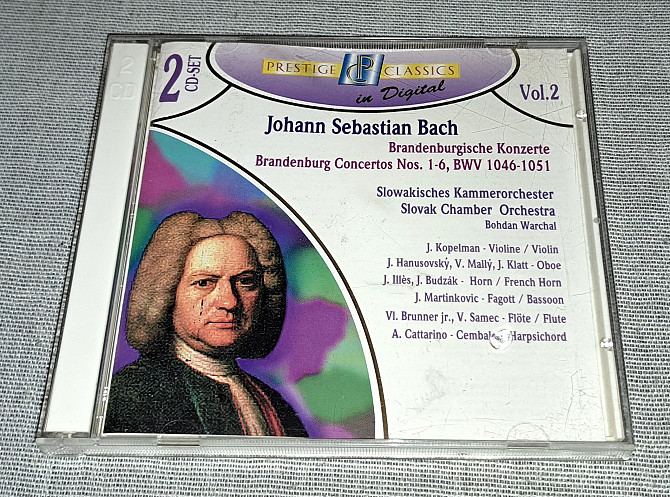 2 CD
2 CD-SET
PRESTIGE CP CLASSICS
in Digital
Vol.2
Johann Sebastian Bach
Brandenburgische Konzerte
Brandenburg Concertos Nos. 1-6, BWV 1046-1051
Slowakisches Kammerorchester
Slovak Chamber Orchestra
Bohdan Warchal
J. Kopelman - Violine / Violin
J. Hanusovský, V. Mallý, J. Klatt - Oboe
J. Illès, J. Budzák - Horn / French Horn
J. Martinkovic - Fagott / Bassoon
Vl. Brunner jr., V. Samec - Flöte / Flute
A. Cattarino - Cembalo / Harpsichord